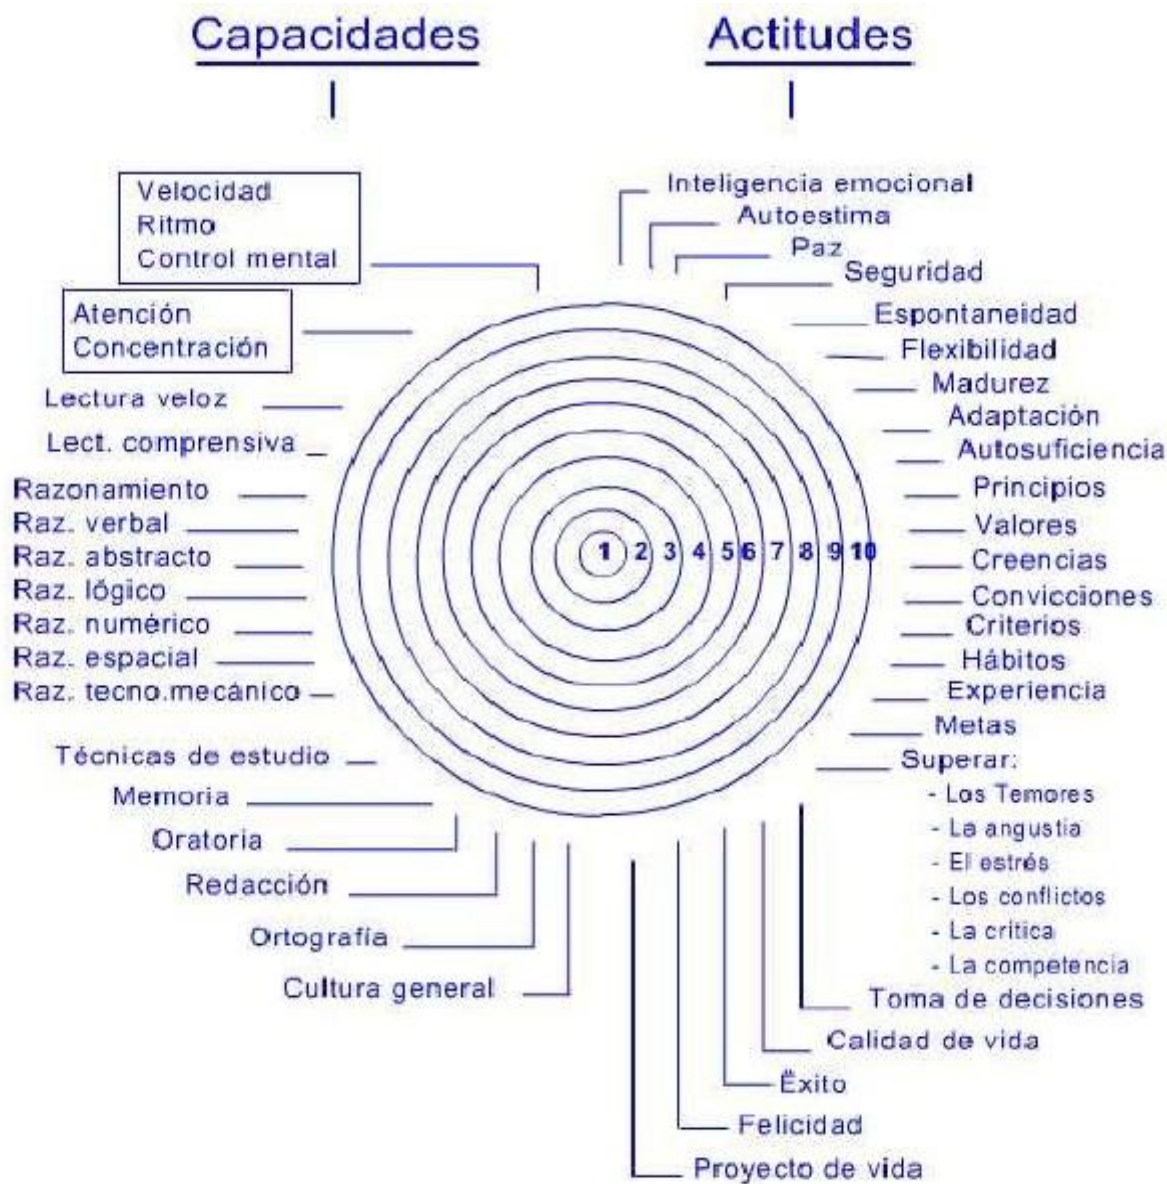 Capacidades
Actitudes
Velocidad
Ritmo
Control mental
Atención
Concentración
Lectura veloz
Lect. comprensiva
Razonamiento
Raz. verbal
Raz. abstracto
Raz. lógico
Raz. numérico
Raz. espacial
Raz. tecno.mecánico
Técnicas de estudio
Memoria
Oratoria
Redacción
Ortografía
Cultura general
1 2 3 4 5 6 7 8 9 10
Inteligencia emocional
Autoestima
Paz
Seguridad
Espontaneidad
Flexibilidad
Madurez
Adaptación
Autosuficiencia
Principios
Valores
Creencias
Convicciones
Criterios
Hábitos
Experiencia
Metas
Superar:
- Los Temores
- La angustia
- El estrés
- Los conflictos
- La critica
- La competencia
Toma de decisiones
Calidad de vida
Éxito
Felicidad
Proyecto de vida